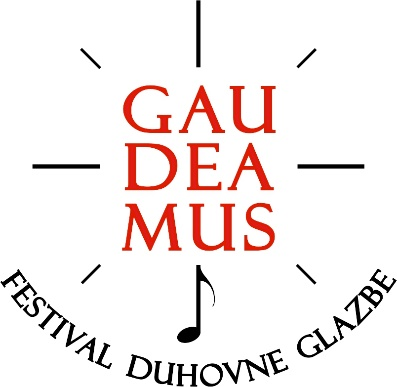 GAU
DEA
MUS
FESTIVAL DUHOVNE GLAZBE